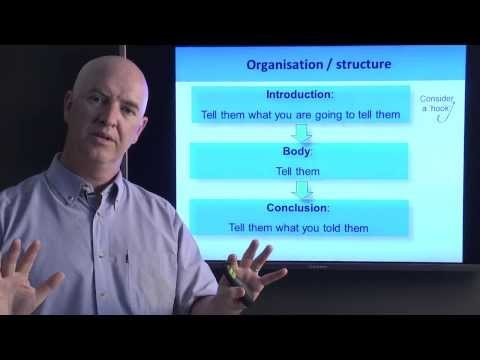 Organisation / structure
Introduction:
Tell them what you are going to tell them
Consider
a 'hook'
Body:
Tell them
Conclusion:
Tell them what you told them